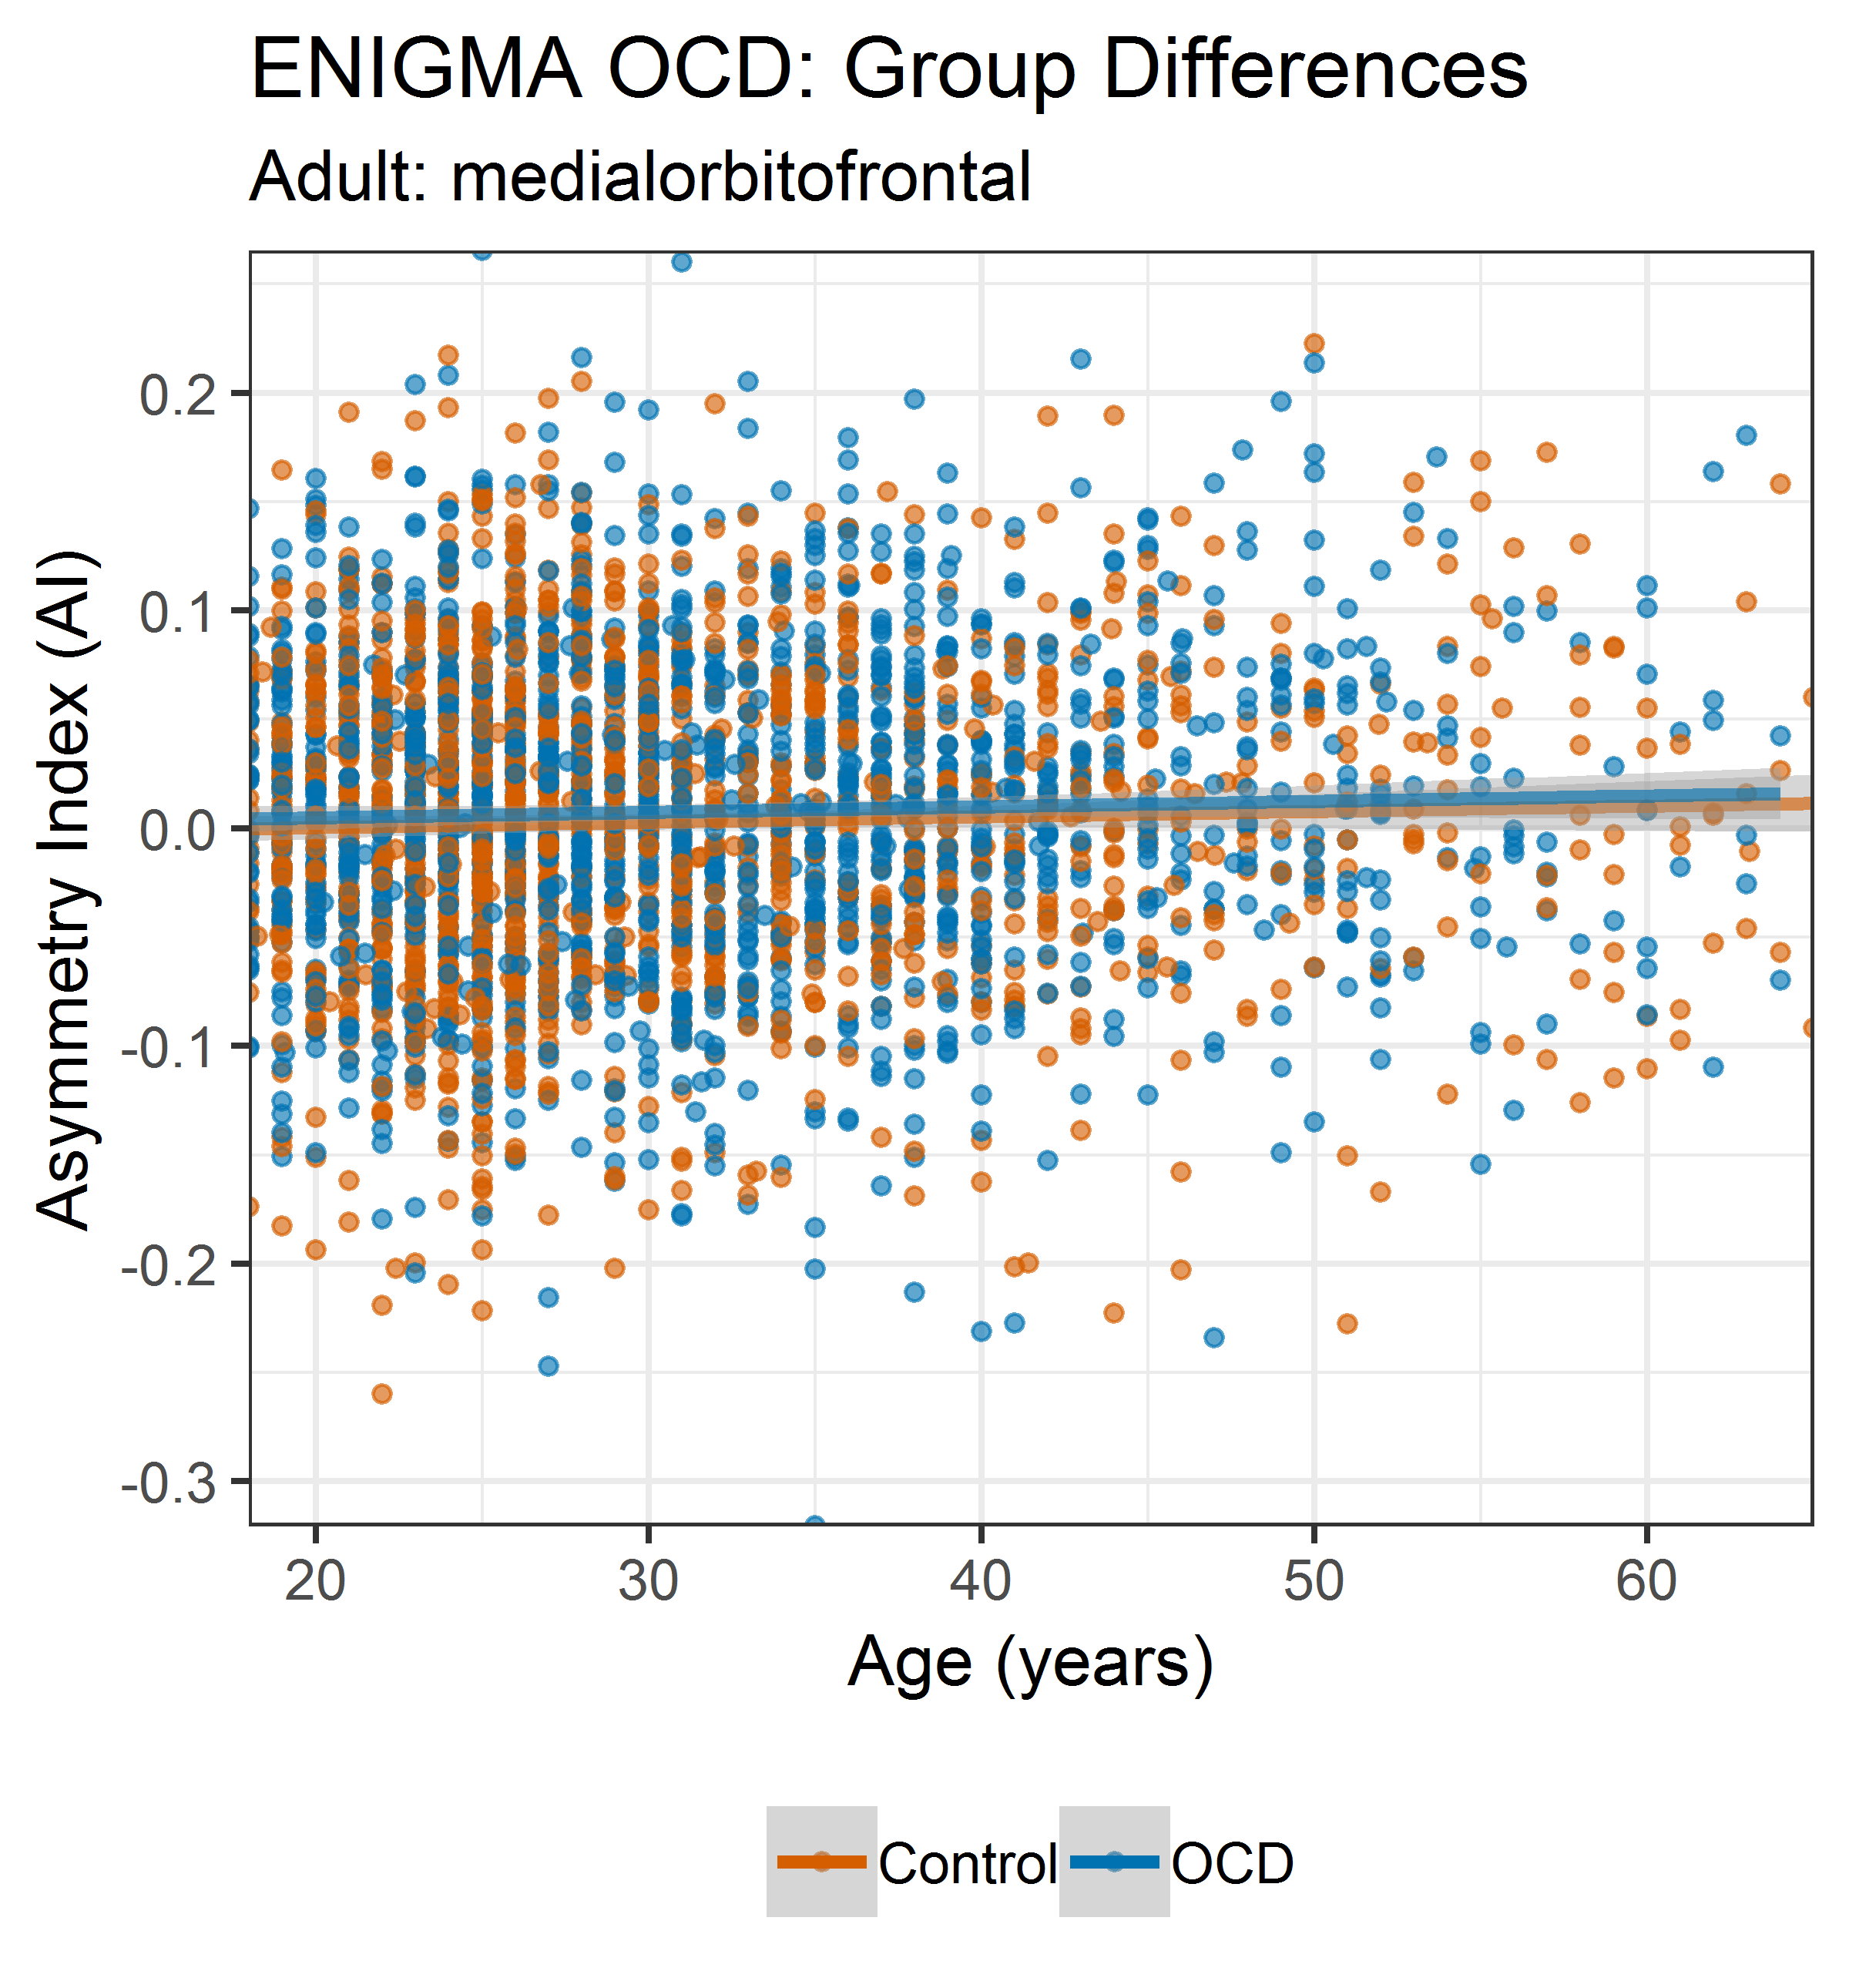 ENIGMA OCD: Group Differences
Adult: medialorbitofrontal
Asymmetry Index (AI)
0.2
0.1
0.0
-0.1
-0.2
-0.3
20 30 40 50 60
Age (years)
Control OCD